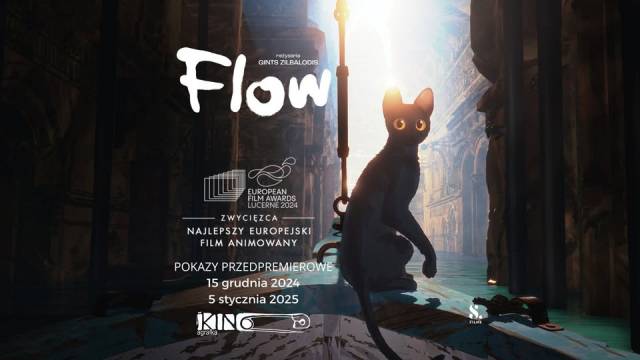 reżyseria
GINTS ZILBALODIS
Flow
EUROPEAN
FILM AWARDS
LUCERNE 2024
ZWYCIĘZCA
NAJLEPSZY EUROPEJSKI
FILM ANIMOWANY
POKAZY PRZEDPREMIEROWE
15 grudnia 2024
5 stycznia 2025
KINO
agrafka
S.
FILM